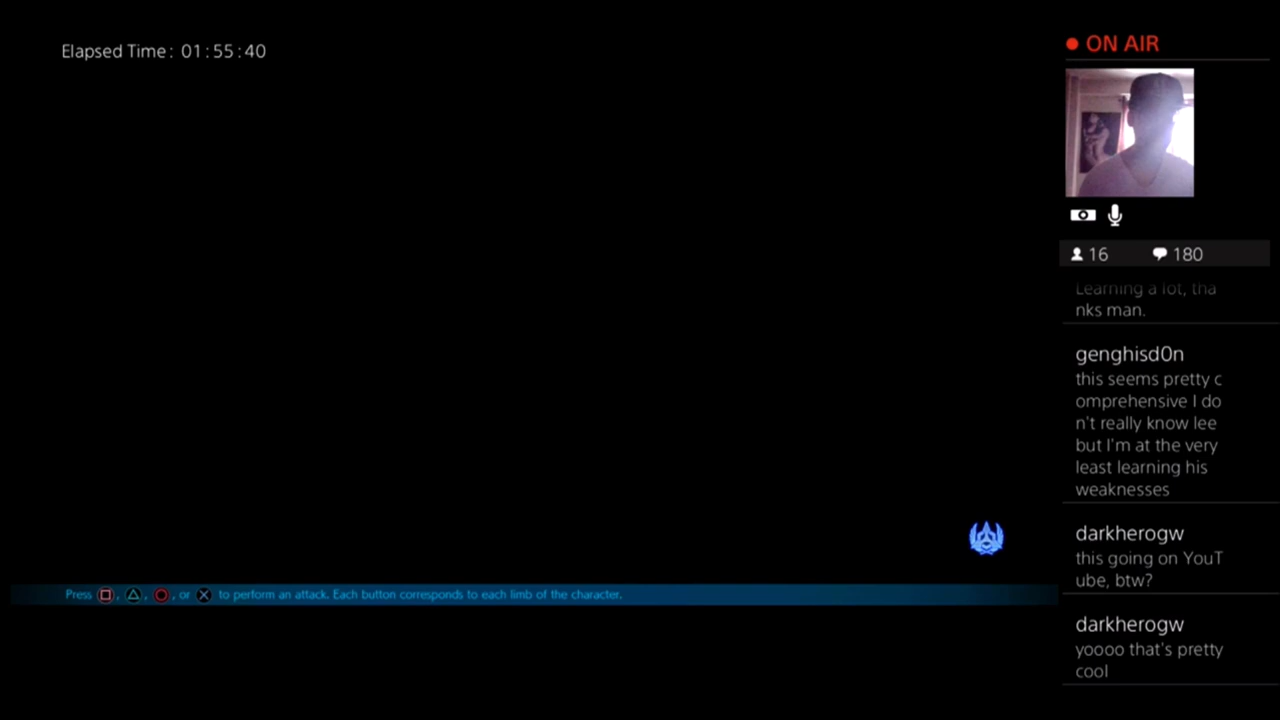 Elapsed Time: 01:55:40
ON AIR
16 180
Learning a lot, tha
nks man.
genghisd0n
this seems pretty c
omprehensive I do
n't really know lee
but I'm at the very
least learning his
weaknesses
darkherogw
this going on YouT
ube, btw?
darkherogw
yoooo that's pretty
cool
Press , , , or to perform an attack. Each button corresponds to each limb of the character.